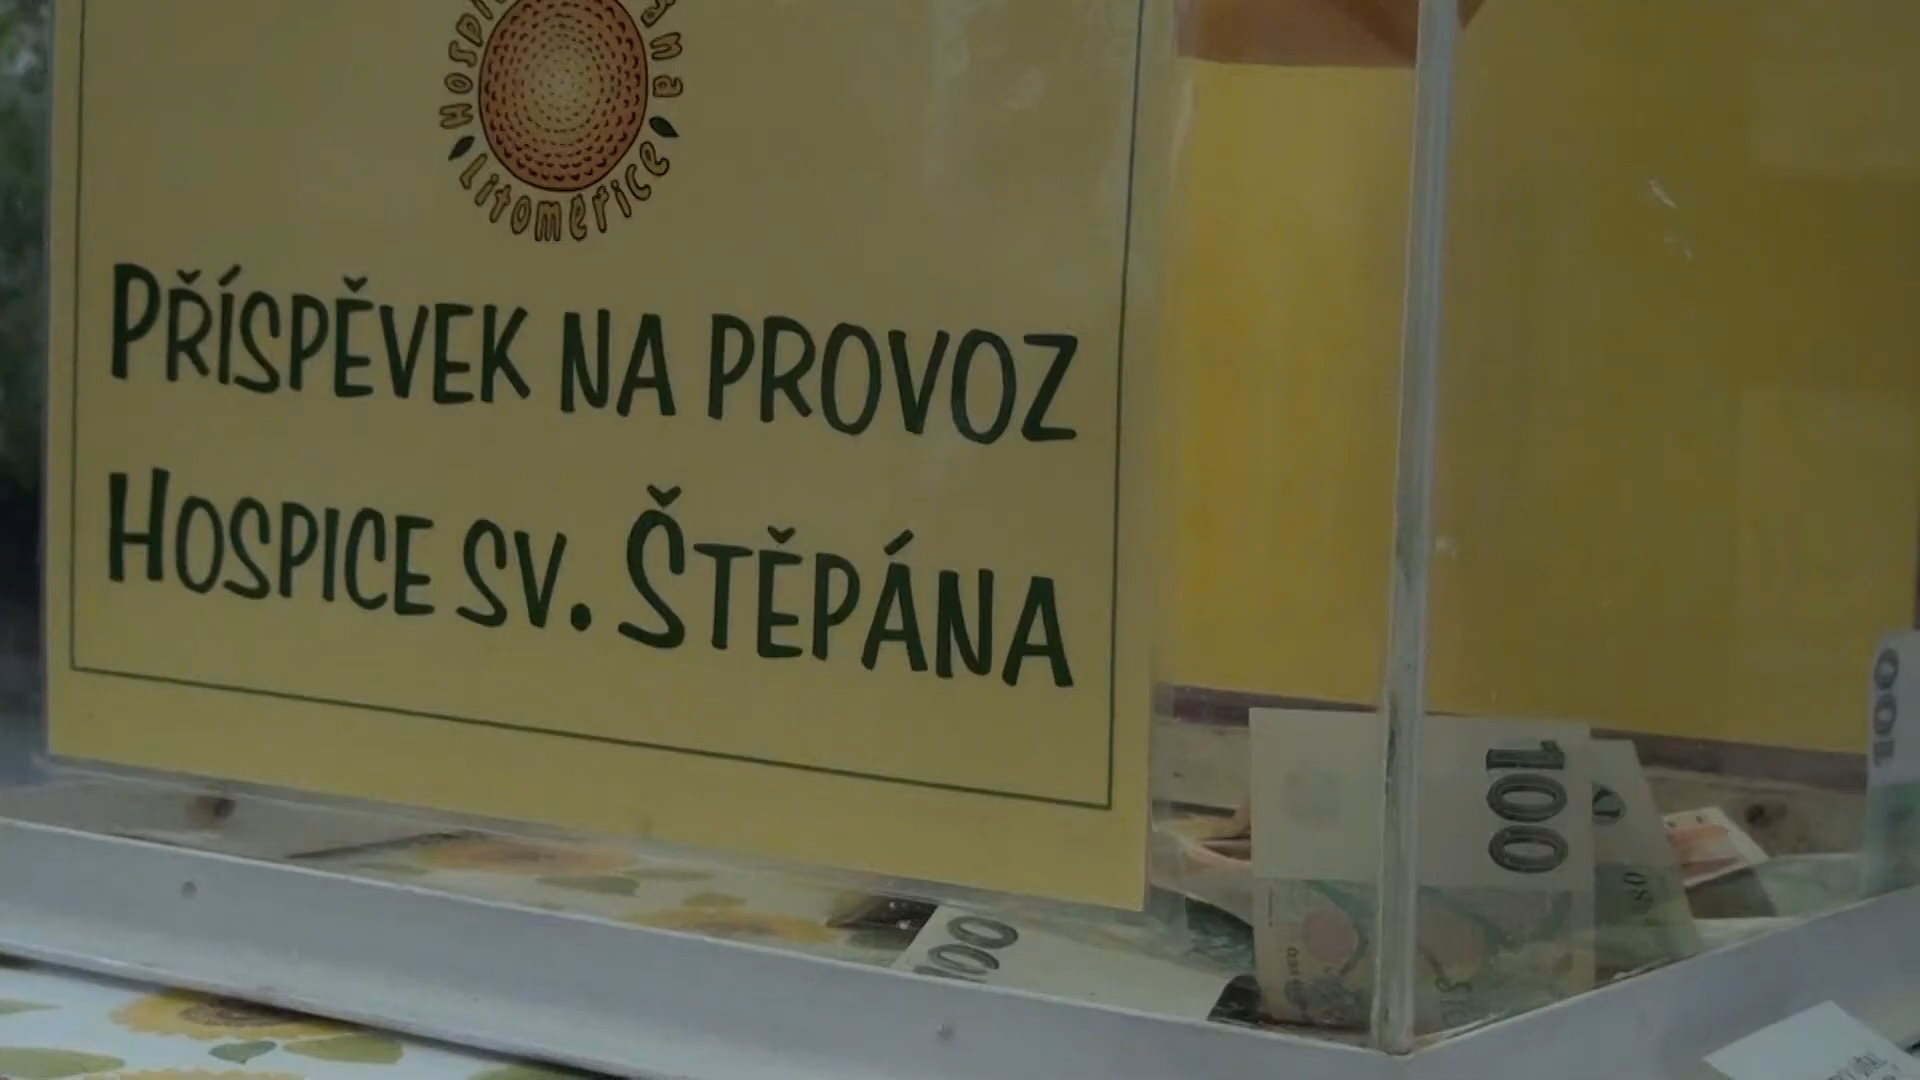 Litoměřice
PŘÍSPĚVEK NA PROVOZ
HOSPICE SV. ŠTĚPÁNA
100
100
100